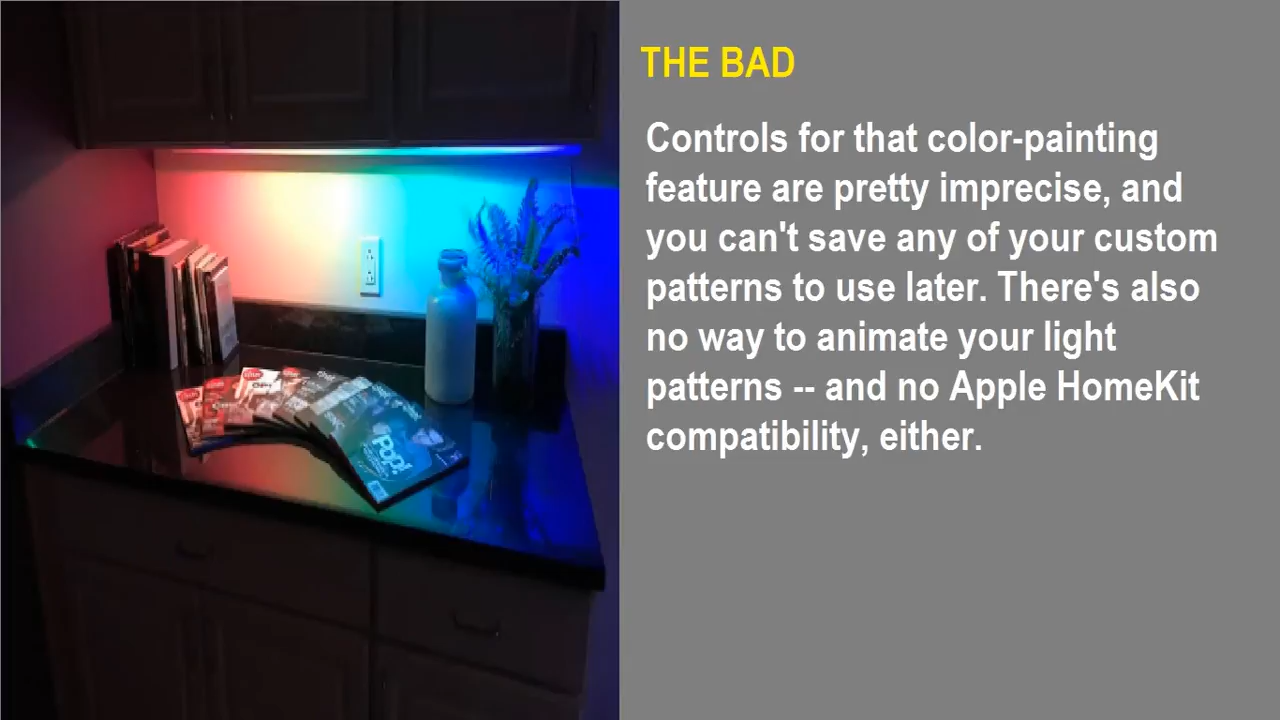 THE BAD
Controls for that color-painting
feature are pretty imprecise, and
you can't save any of your custom
patterns to use later. There's also
no way to animate your light
patterns -- and no Apple HomeKit
compatibility, either.
Pop!